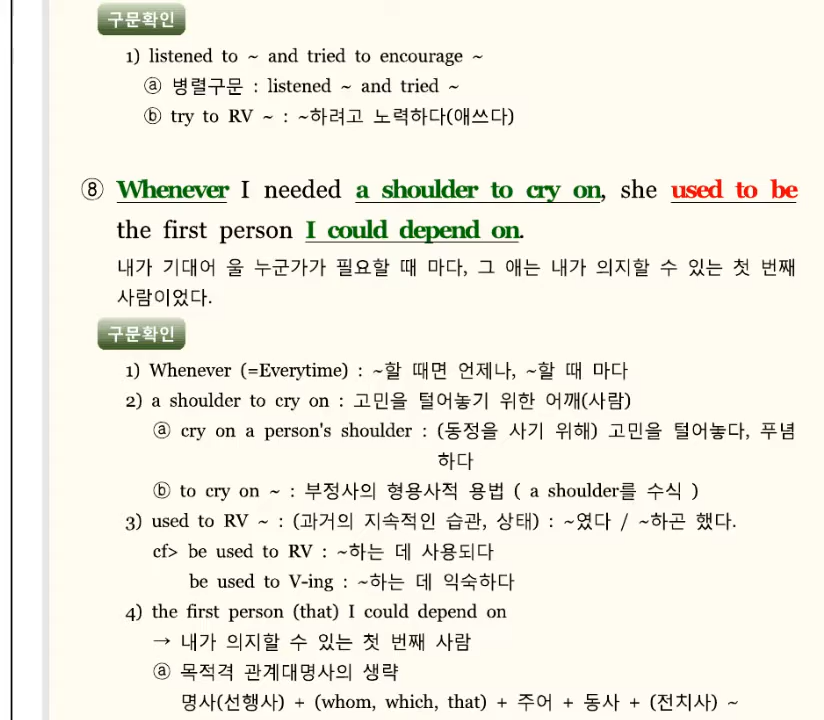 구문확인
1) listened to ~ and tried to encourage ~
ⓐ 병렬구문 : listened ~ and tried ~
ⓑ try to RV ~ : ~하려고 노력하다(애쓰다)
⑧ Whenever I needed a shoulder to cry on, she used to be
the first person I could depend on.
내가 기대어 울 누군가가 필요할 때 마다, 그 애는 내가 의지할 수 있는 첫 번째
사람이었다.
구문확인
1) Whenever (=Everytime) : ~할 때면 언제나, ~할 때 마다
2) a shoulder to cry on : 고민을 털어놓기 위한 어깨(사람)
ⓐ cry on a person's shoulder : (동정을 사기 위해) 고민을 털어놓다, 푸념
하다
ⓑ to cry on ~ : 부정사의 형용사적 용법 ( a shoulder를 수식 )
3) used to RV ~ : (과거의 지속적인 습관, 상태) : ~였다 / ~하곤 했다.
cf> be used to RV : ~하는 데 사용되다
be used to V-ing : ~하는 데 익숙하다
4) the first person (that) I could depend on
→ 내가 의지할 수 있는 첫 번째 사람
ⓐ 목적격 관계대명사의 생략
명사(선행사) + (whom, which, that) + 주어 + 동사 + (전치사) ~